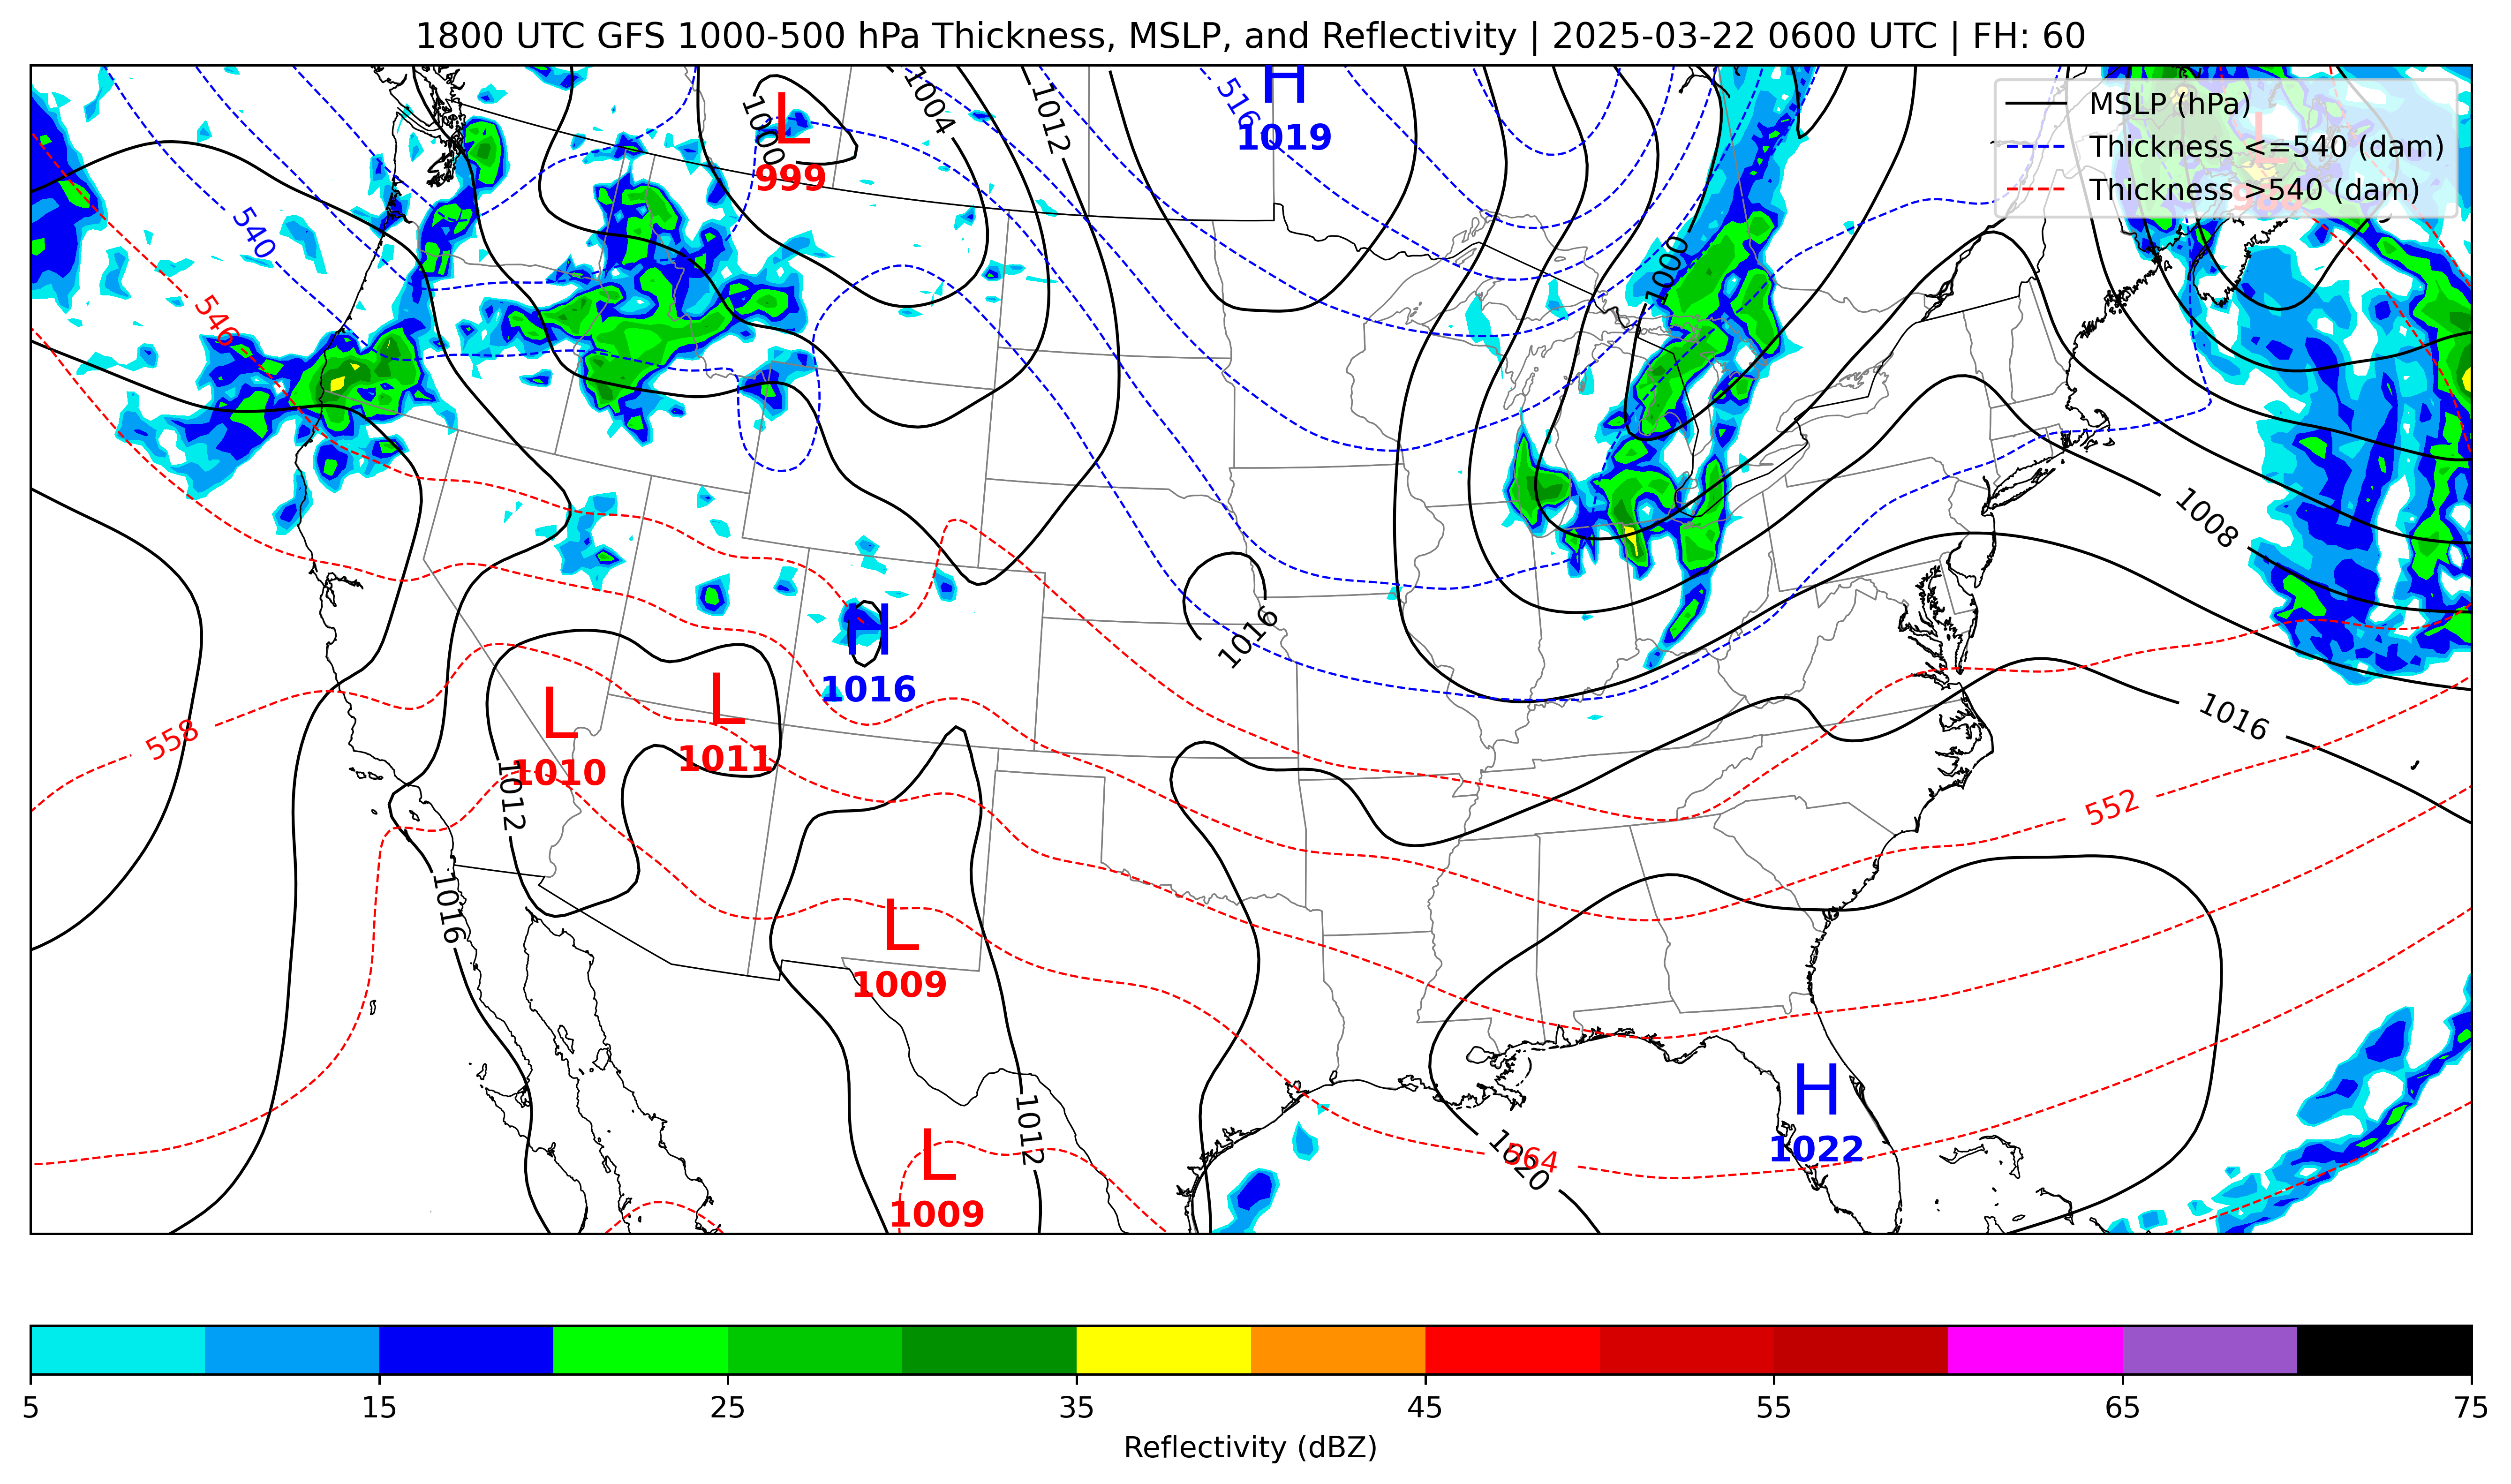 1800 UTC GFS 1000-500 hPa Thickness, MSLP, and Reflectivity | 2025-03-22 0600 UTC | FH: 60
MSLP (hPa)
Thickness <=540 (dam)
Thickness >540 (dam)
H
1019
516
L
999
1000
1004
1012
L
540
546
1000
1008
1016
H
1016
1016
L
1010
L
1011
558
1012
552
1016
L
1009
H
1022
L
1009
1012
564
1020
5 15 25 35 45 55 65 75
Reflectivity (dBZ)